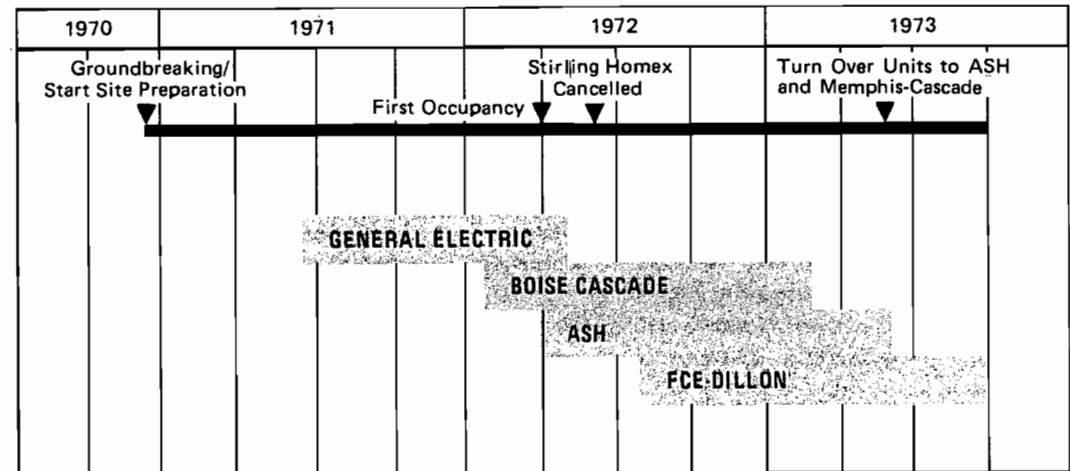 1970 1971 1972 1973
Groundbreaking/
Start Site Preparation
First Occupancy
Stirling Homex
Cancelled
Turn Over Units to ASH
and Memphis-Cascade
GENERAL ELECTRIC
BOISE CASCADE
ASH
FCE-DILLON